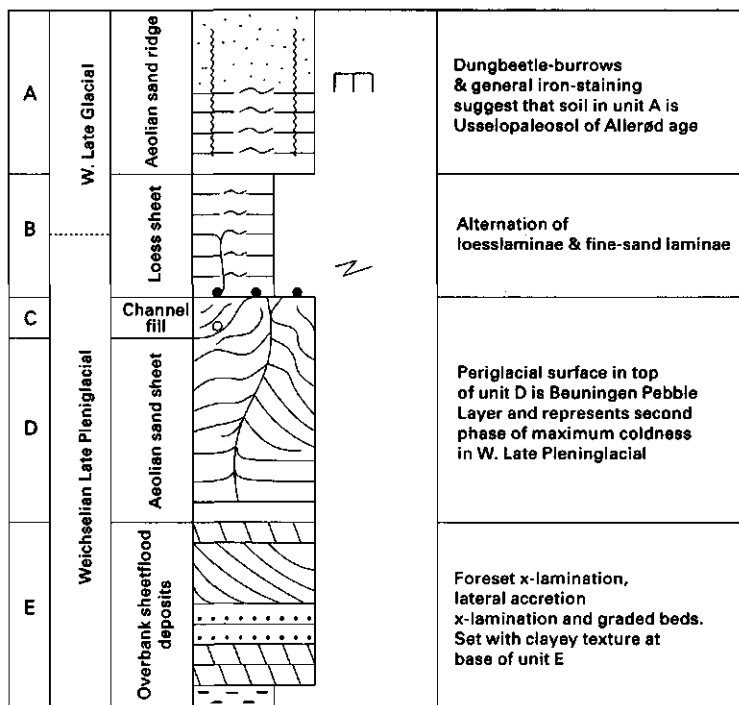 A
W. Late Glacial
Aeolian sand ridge
Dungbeetle-burrows
& general iron-staining
suggest that soil in unit A is
Usselopaleosol of Allerød age
B
Loess sheet
Alternation of
loesslaminae & fine-sand laminae
C
Channel
fill
Weichselian Late Pleniglacial
D
Aeolian sand sheet
Periglacial surface in top
of unit D is Beuningen Pebble
Layer and represents second
phase of maximum coldness
in W. Late Pleninglacial
E
Overbank sheetflood
deposits
Foreset x-lamination,
lateral accretion
x-lamination and graded beds.
Set with clayey texture at
base of unit E